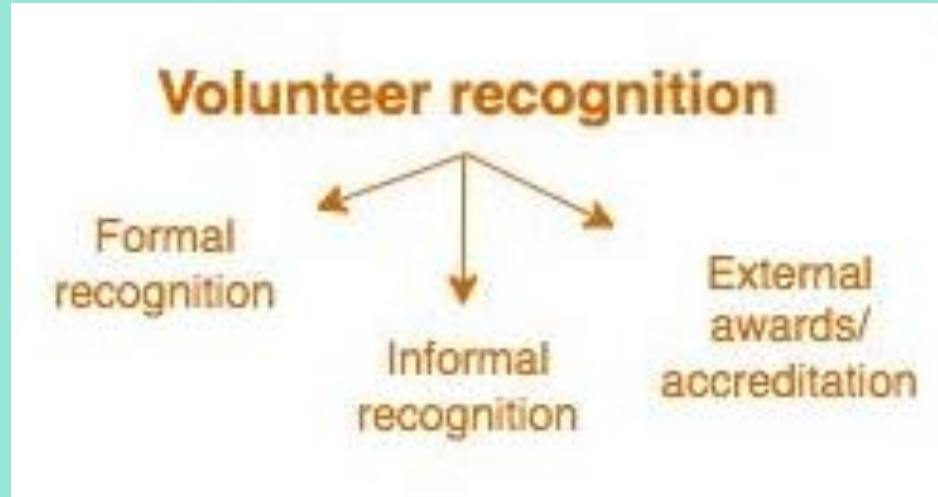 Volunteer recognition
Formal
recognition
Informal
recognition
External
awards/
accreditation